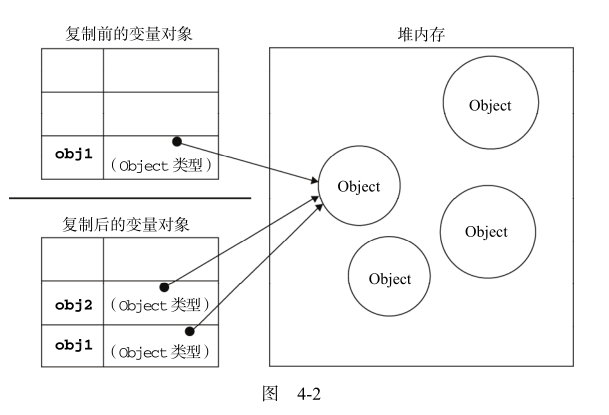 复制前的变量对象
堆内存
obj1
(Object 类型)
复制后的变量对象
obj2
(Object 类型)
obj1
(Object 类型)
Object
Object
Object
Object
图 4-2